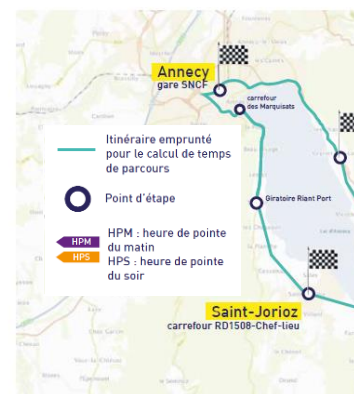 Annecy
gare SNCF
carrefour
des Marquisats
Itinéraire emprunté
pour le calcul de temps
de parcours
Point d'étape
Giratoire Riant Port
HPM
HPM : heure de pointe
du matin
HPS
HPS : heure de pointe
du soir
Saint-Jorioz
carrefour RD1508-Chef-lieu